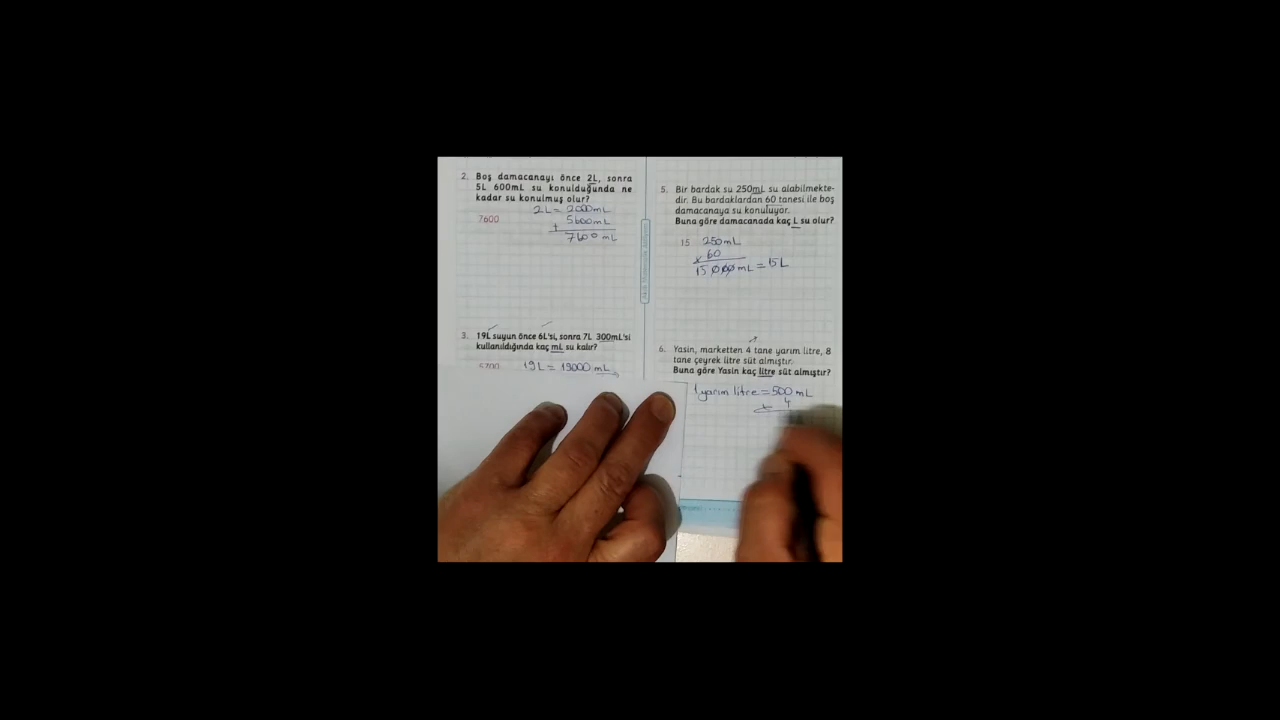 2. Boş damacanayı önce 2L, sonra
5L 600mL su konulduğunda ne
kadar su konulmuş olur?
2L = 2000mL
7600
5600mL
+
7600 mL
3. 19L suyun önce 6L'si, sonra 7L 300mL'si
kullanıldığında kaç mL su kalır?
5700
19L = 19000 mL
5. Bir bardak su 250mL su alabilmekte-
dir. Bu bardaklardan 60 tanesi ile boş
damacanaya su konuluyor.
Buna göre damacanada kaç L su olur?
15 250mL
x 60
15000 mL = 15L
6. Yasin, marketten 4 tane yarım litre, 8
tane çeyrek litre süt almıştır.
Buna göre Yasin kaç litre süt almıştır?
1 yarım litre = 500 mL
x 4